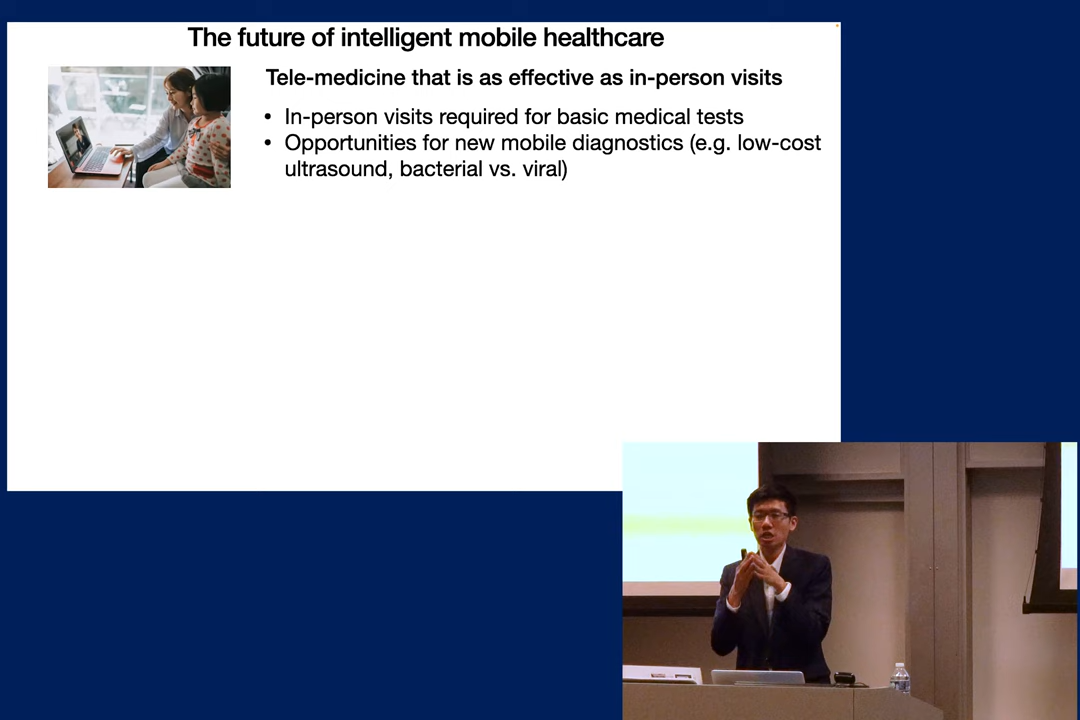 The future of intelligent mobile healthcare
Tele-medicine that is as effective as in-person visits
• In-person visits required for basic medical tests
• Opportunities for new mobile diagnostics (e.g. low-cost
ultrasound, bacterial vs. viral)